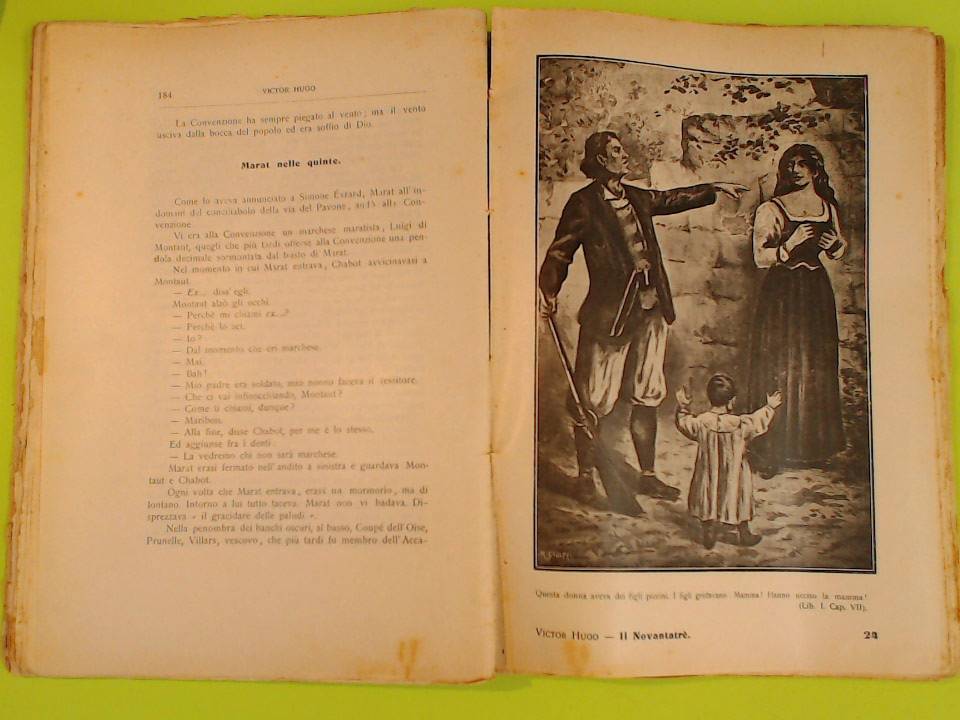 184
VICTOR HUGO
La Convenzione ha sempre piegato al vento; ma il vento
usciva dalla bocca del popolo ed era soffio di Dio.
Marat nelle quinte.
Come lo aveva annunciato a Simone Évrard, Marat all'in-
domani del conciliabolo della via del Pavone, andò alla Con-
venzione.
Vi era alla Convenzione un marchese maratista, Luigi di
Montaut, quegli che più tardi offerse alla Convenzione una pen-
dola decimale sormontata dal busto di Marat.
Nel momento in cui Marat entrava, Chabot avvicinavasi a
Montaut.
— Ex... diss'egli.
Montaut alzò gli occhi.
— Perchè mi chiami ex...?
— Perchè lo sei.
— Io?
— Dal momento che eri marchese.
— Mai.
— Bah!
— Mio padre era soldato, mio nonno faceva il tessitore.
— Che ci vai infinocchiando, Montaut?
— Come ti chiami, dunque?
— Maribon.
— Alla fine, disse Chabot, per me è lo stesso.
Ed aggiunse fra i denti:
— La vedremo chi non sarà marchese.
Marat erasi fermato nell'andito a sinistra e guardava Mon-
taut e Chabot.
Ogni volta che Marat entrava, erasi un mormorio, ma di
lontano. Intorno a lui tutto taceva. Marat non vi badava. Di-
sprezzava « il gracidare delle paludi ».
Nella penombra dei banchi oscuri, al basso, Coupé dell'Oise,
Prunelle, Villars, vescovo, che più tardi fu membro dell'Acca-
Questa donna aveva dei figli piccini. I figli gridavano: Mamma! Hanno ucciso la mamma!
(Lib. I. Cap. VII).
VICTOR HUGO — Il Novantatrè.
24